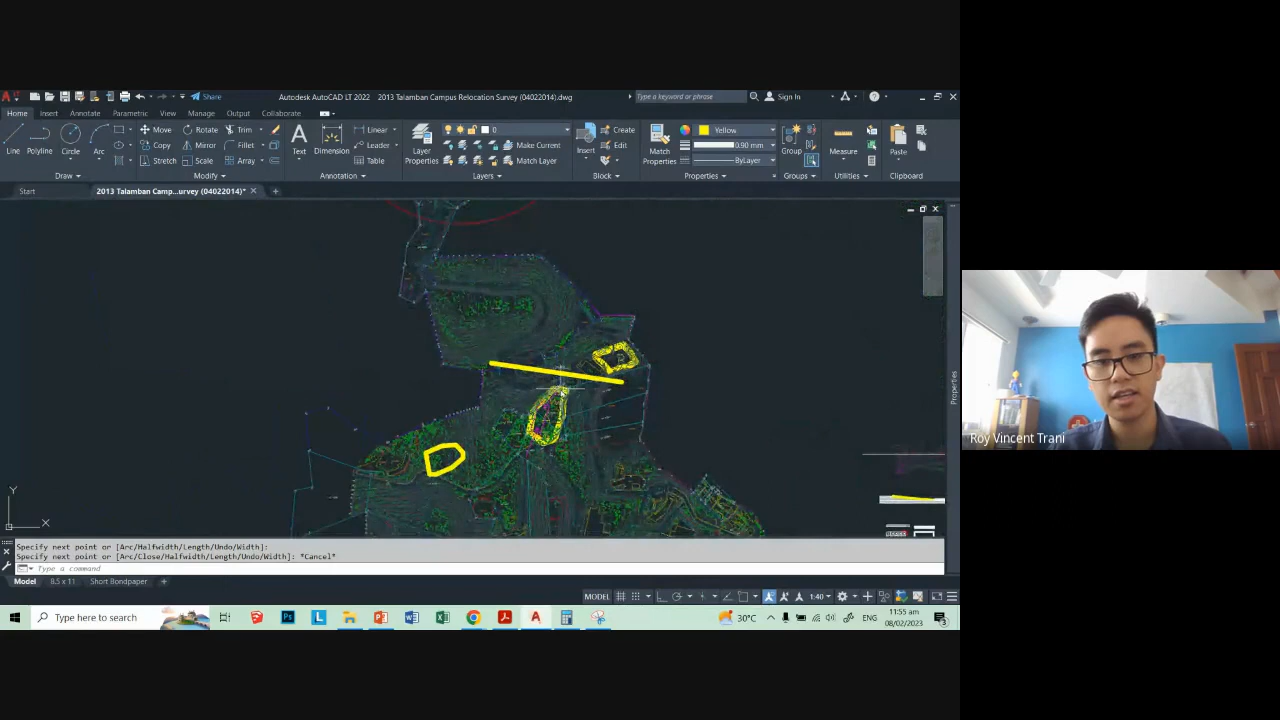 Share
Autodesk AutoCAD LT 2022 2013 Talamban Campus Relocation Survey (04022014).dwg
Type a keyword or phrase
Sign In
Home Insert Annotate Parametric View Manage Output Collaborate
Line Polyline Circle Arc
Move Rotate Trim
Copy Mirror Fillet
Stretch Scale Array
Text Dimension
Linear
Leader
Table
Layer Properties
0
Make Current
Match Layer
Insert
Create
Edit
Match Properties
Yellow
0.90 mm
ByLayer
Group
Measure
Paste
Draw Modify Annotation Layers Block Properties Groups Utilities Clipboard
Start 2013 Talamban Camp...urvey (04022014)*
Properties
Y
X
Specify next point or [Arc/Halfwidth/Length/Undo/Width]:
Specify next point or [Arc/Close/Halfwidth/Length/Undo/Width]: *Cancel*
Type a command
Model 8.5 x 11 Short Bondpaper
MODEL 1:40
Type here to search
30°C ENG
11:55 am
08/02/2023
3
Roy Vincent Trani